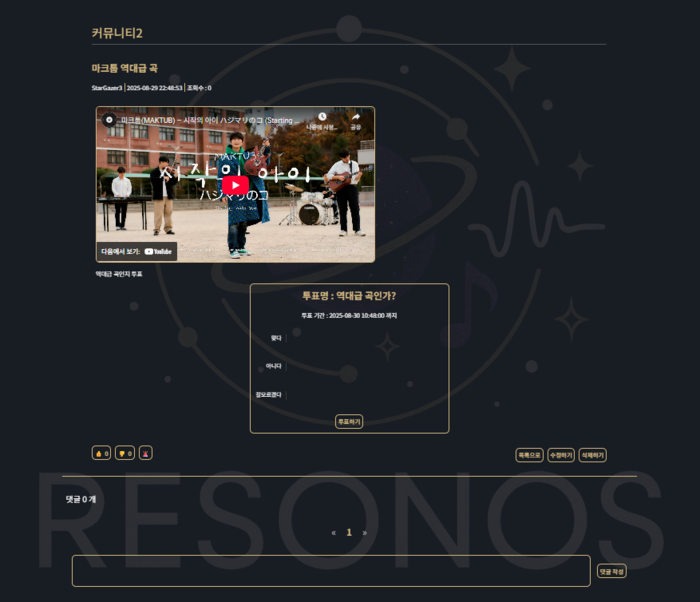 커뮤니티2
마크툽 역대급 곡
StarGazer3 | 2025-08-29 22:48:53 | 조회수 : 0
마크툽(MAKTUB) – 시작의 아이 ハジマリのコ (Starting ...
나중에 시청...
공유
MAKTUB
시작의 아이
ハジマリのコ
다음에서 보기: YouTube
역대급 곡인지 투표
투표명 : 역대급 곡인가?
투표 기간 : 2025-08-30 10:48:00 까지
맞다
아니다
잘모르겠다
투표하기
0
0
목록으로
수정하기
삭제하기
RESONOS
댓글 0 개
« 1 »
댓글 작성